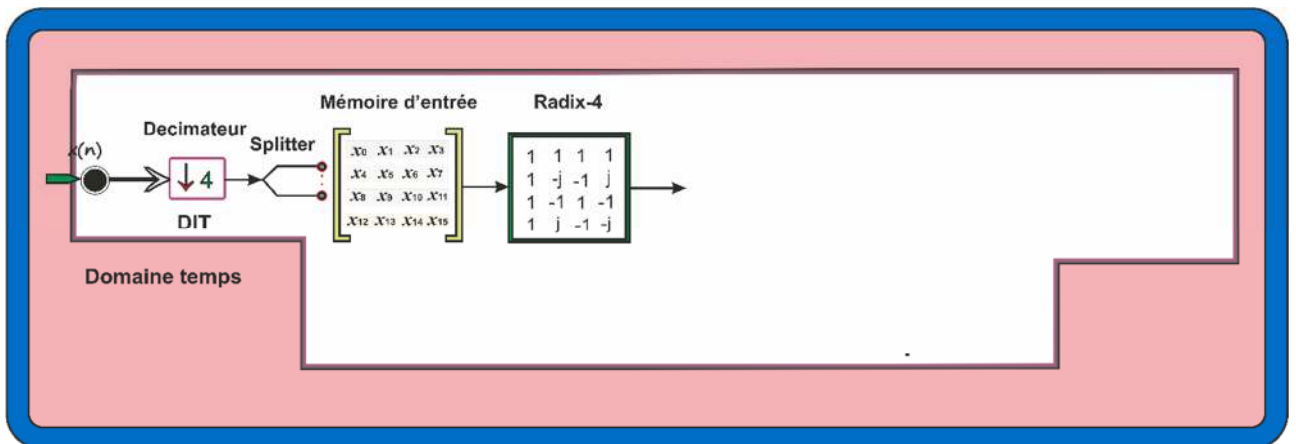 Mémoire d'entrée
Radix-4
Decimateur
Splitter
x(n)
↓ 4
DIT
x0 x1 x2 x3
x4 x5 x6 x7
x8 x9 x10 x11
x12 x13 x14 x15
1 1 1 1
1 -j -1 j
1 -1 1 -1
1 j -1 -j
Domaine temps